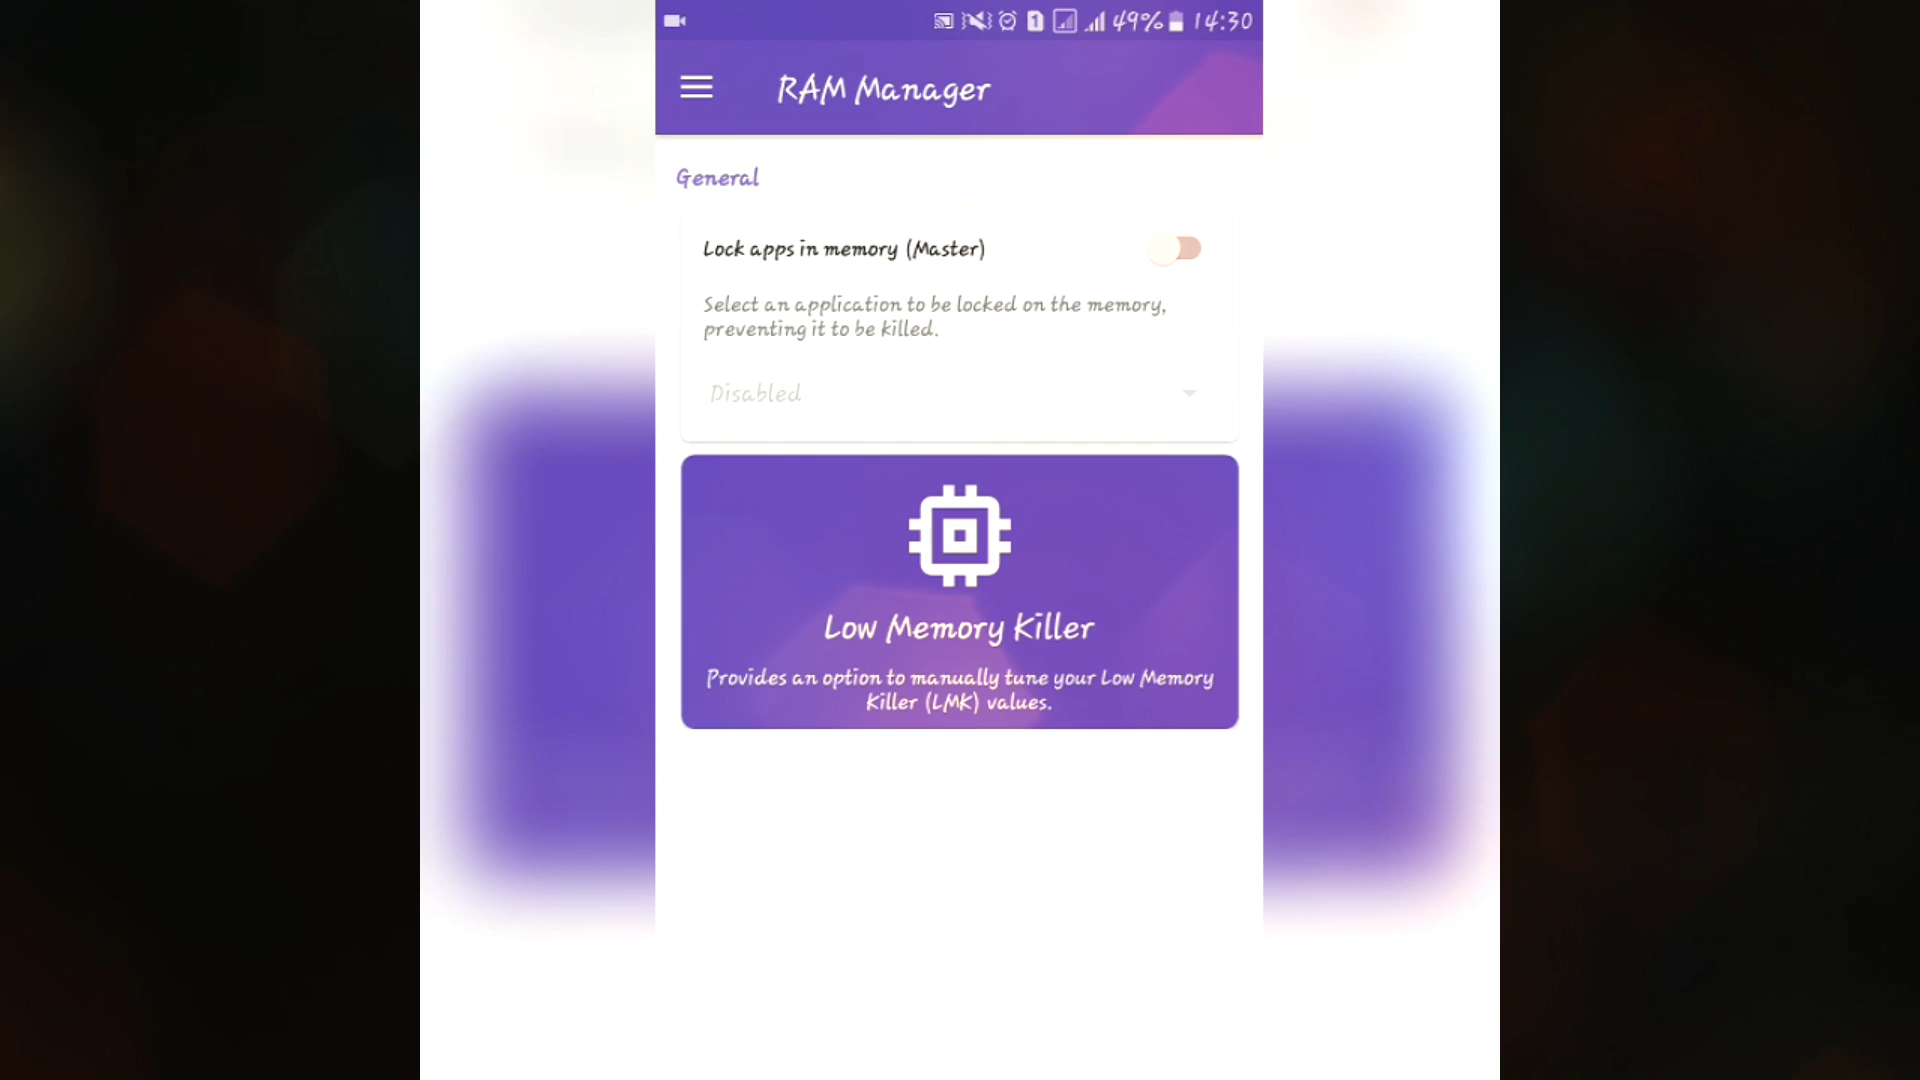 1 49% 14:30
RAM Manager
General
Lock apps in memory (Master)
Select an application to be locked on the memory,
preventing it to be killed.
Disabled
Low Memory Killer
Provides an option to manually tune your Low Memory
Killer (LMK) values.